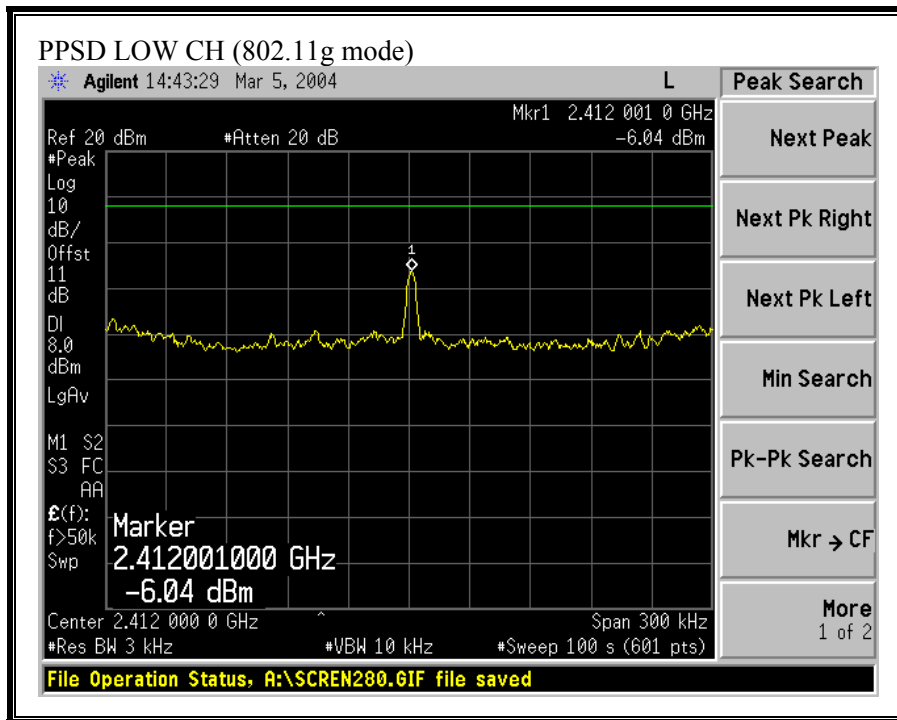 PPSD LOW CH (802.11g mode)
Agilent 14:43:29 Mar 5, 2004 L
Peak Search
Mkr1 2.412 001 0 GHz
Ref 20 dBm #Atten 20 dB -6.04 dBm
#Peak
Log
10
dB/
Offst
11
dB
DI
8.0
dBm
LgAv
M1 S2
S3 FC
AA
£(f):
f>50k
Swp
1
Marker
2.412001000 GHz
-6.04 dBm
Center 2.412 000 0 GHz ^ Span 300 kHz
#Res BW 3 kHz #VBW 10 kHz #Sweep 100 s (601 pts)
Next Peak
Next Pk Right
Next Pk Left
Min Search
Pk-Pk Search
Mkr → CF
More
1 of 2
File Operation Status, A:\SCREN280.GIF file saved